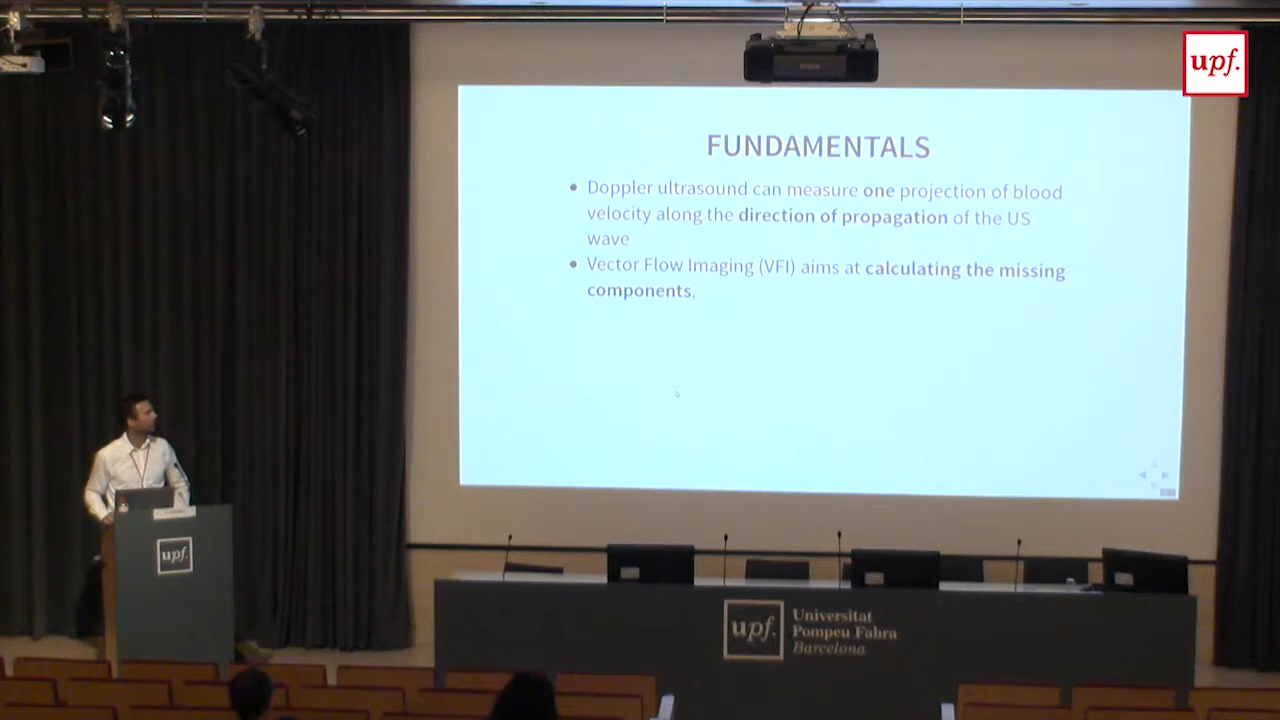 upf.
FUNDAMENTALS
• Doppler ultrasound can measure one projection of blood
velocity along the direction of propagation of the US
wave
• Vector Flow Imaging (VFI) aims at calculating the missing
components.
upf.
upf.
Universitat
Pompeu Fabra
Barcelona